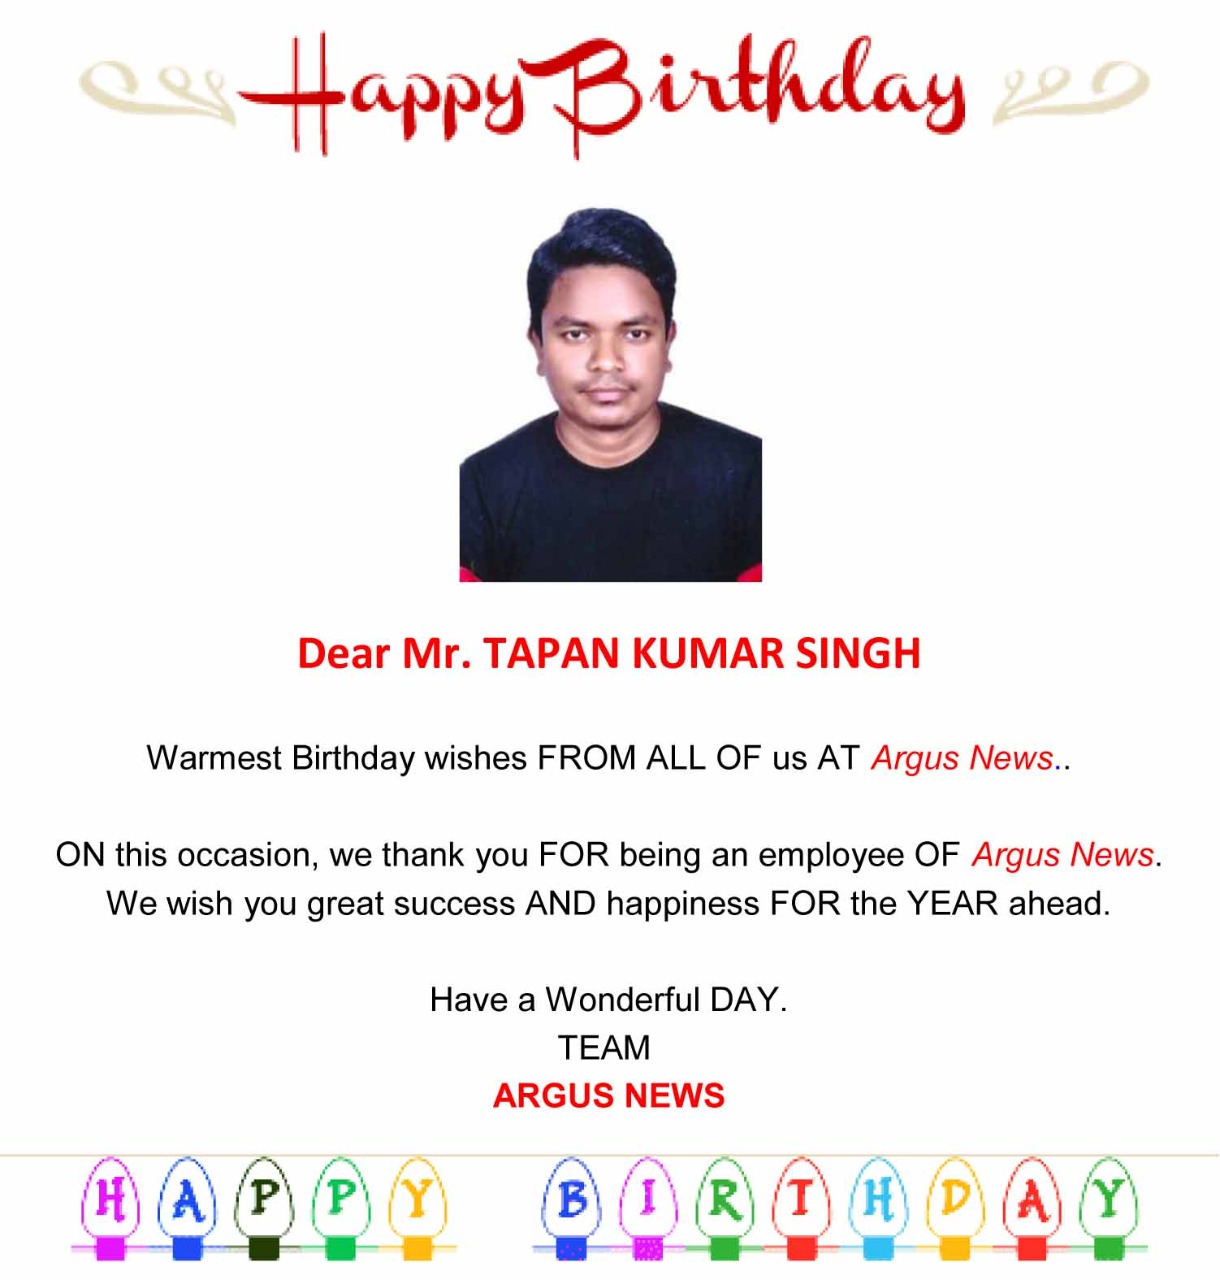 Happy Birthday
Dear Mr. TAPAN KUMAR SINGH
Warmest Birthday wishes FROM ALL OF us AT Argus News..
ON this occasion, we thank you FOR being an employee OF Argus News.
We wish you great success AND happiness FOR the YEAR ahead.
Have a Wonderful DAY.
TEAM
ARGUS NEWS
HAPPY BIRTHDAY